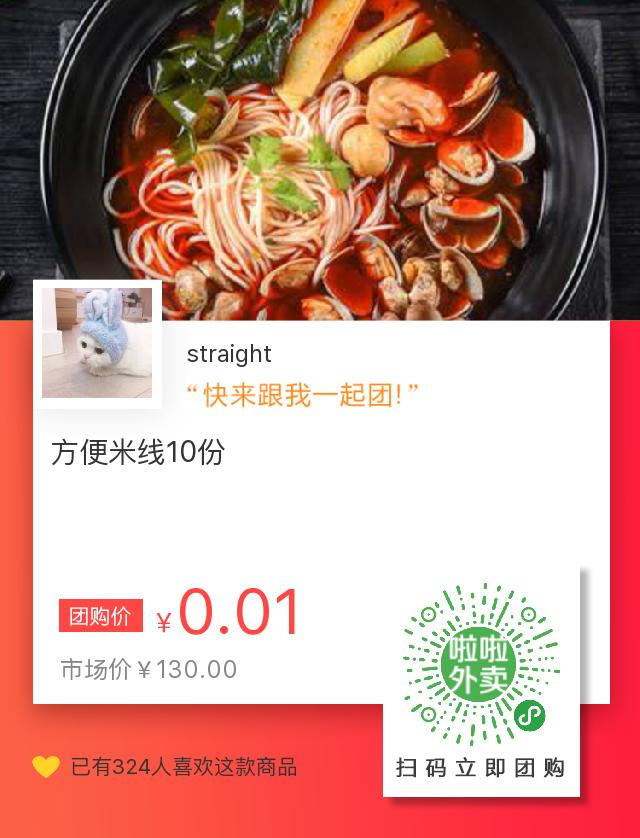 straight
“快来跟我一起团!”
方便米线10份
团购价 ¥0.01
市场价¥130.00
啦啦
外卖
已有324人喜欢这款商品
扫码立即团购